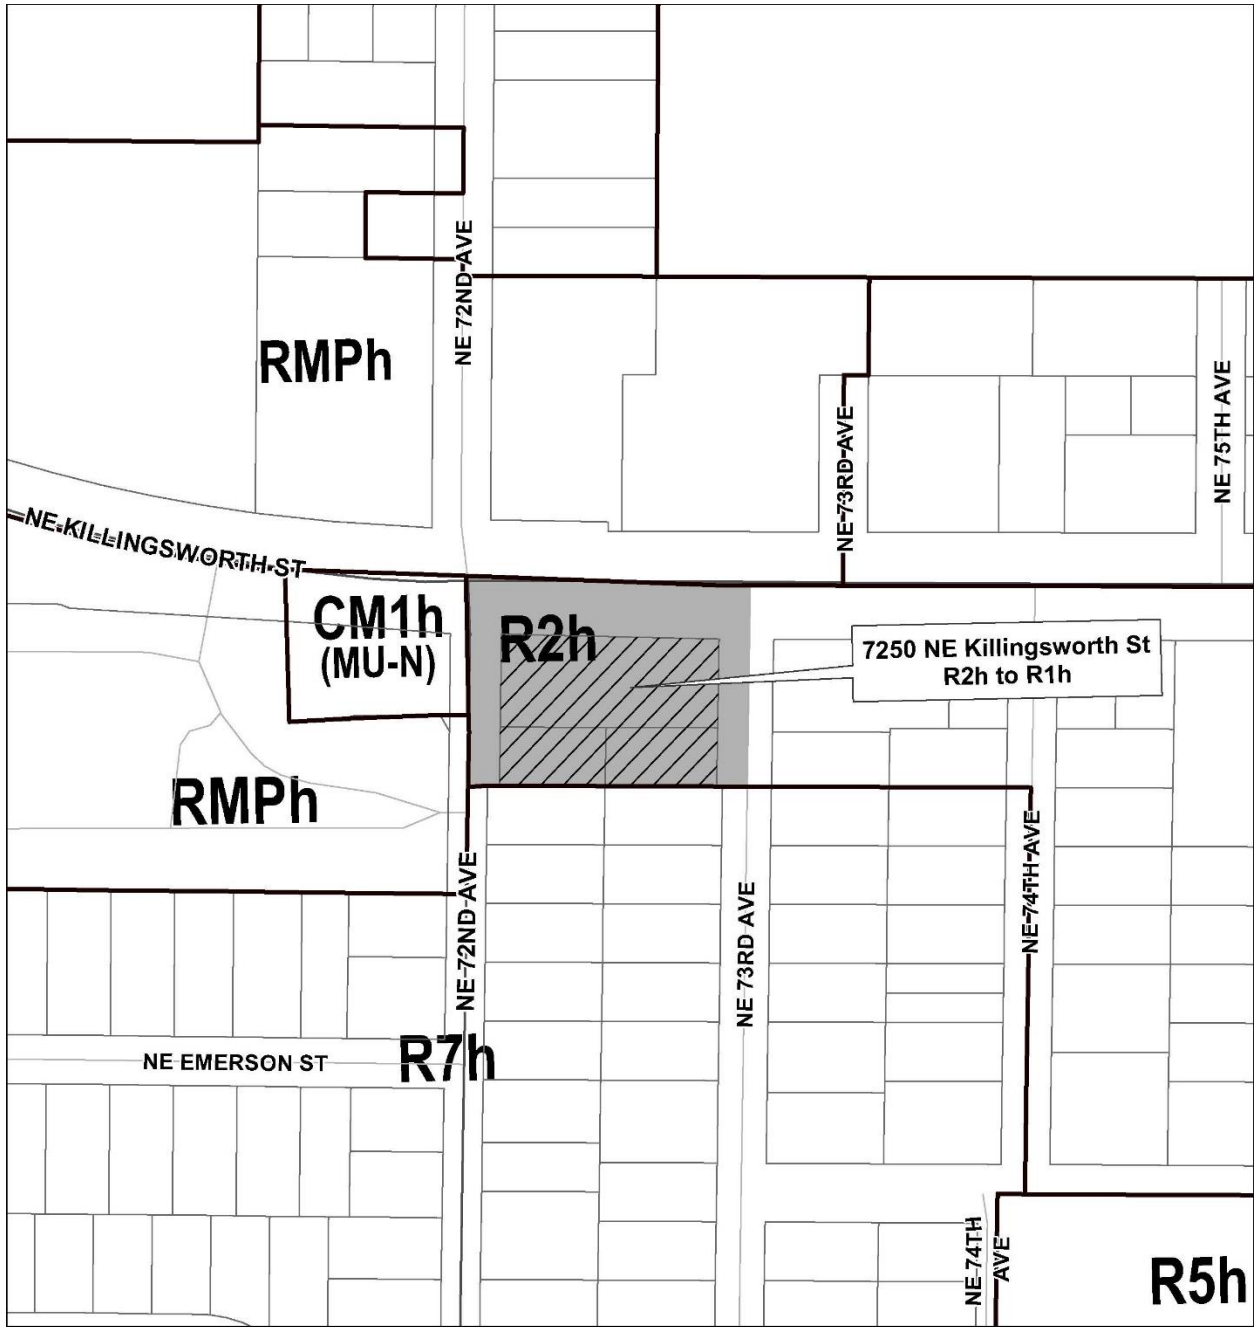 NE 72ND AVE
RMPh
NE 75TH AVE
NE 73RD AVE
NE KILLINGSWORTH ST
CM1h
(MU-N)
R2h
7250 NE Killingsworth St
R2h to R1h
RMPh
NE 74TH AVE
NE 72ND AVE
NE 73RD AVE
R7h
NE EMERSON ST
NE 74TH
AVE
R5h